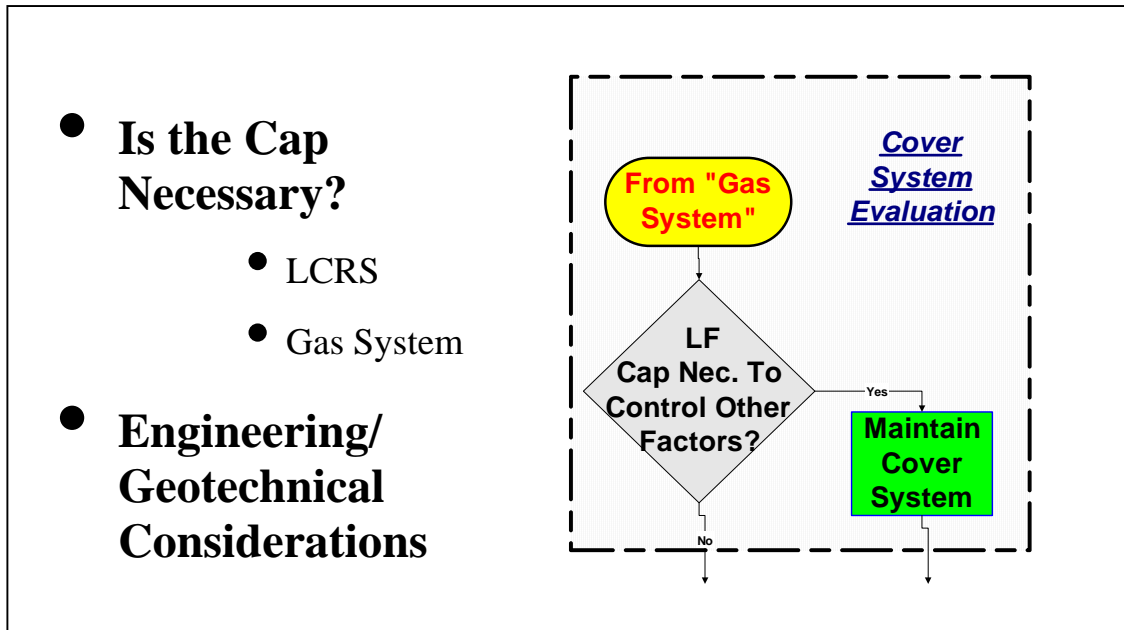 • Is the Cap
Necessary?
• LCRS
• Gas System
• Engineering/
Geotechnical
Considerations
Cover
System
Evaluation
From "Gas
System"
LF
Cap Nec. To
Control Other
Factors?
Yes
Maintain
Cover
System
No